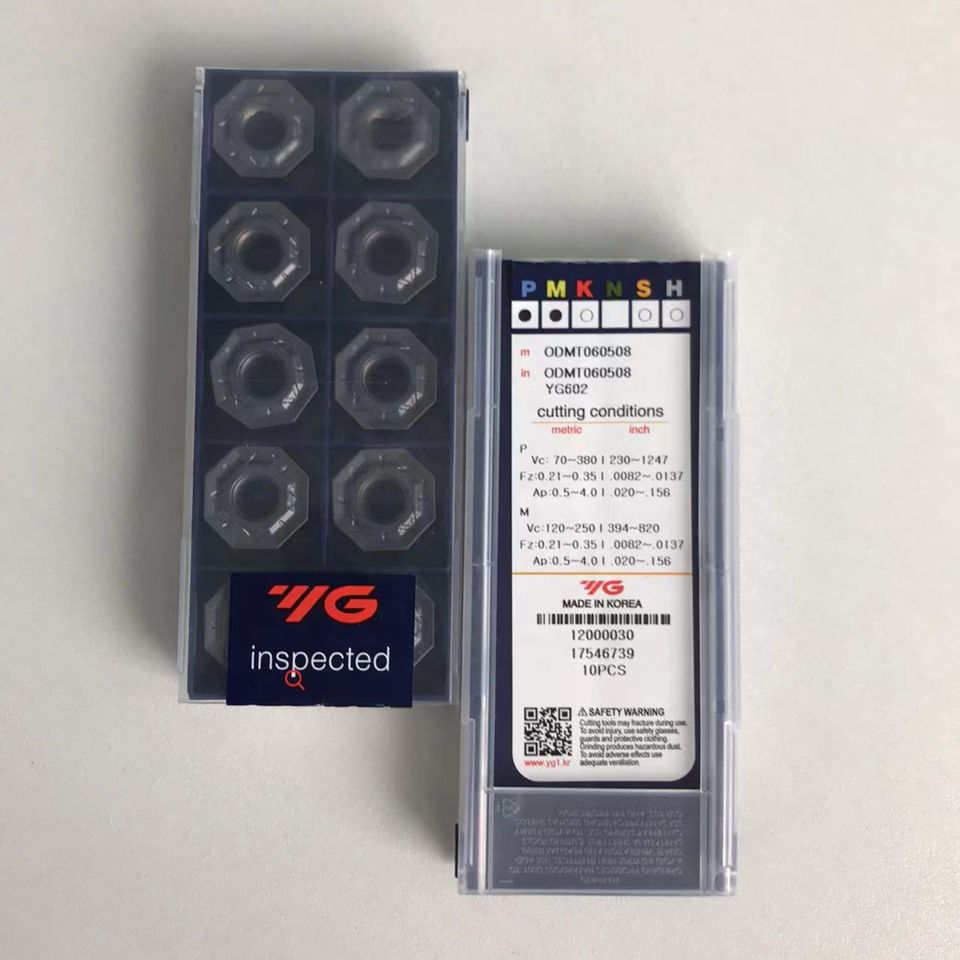 YG
inspected
P M K N S H
m ODMT060508
in ODMT060508
YG602
cutting conditions
metric inch
P
Vc: 70~380 I 230~1247
Fz:0.21~0.35 I .0082~.0137
Ap:0.5~4.0 I .020~.156
M
Vc:120~250 I 394~820
Fz:0.21~0.35 I .0082~.0137
Ap:0.5~4.0 I .020~.156
YG
MADE IN KOREA
12000030
17546739
10PCS
SAFETY WARNING
Cutting tools may fracture during use.
To avoid injury, use safety glasses,
guards and protective clothing.
Grinding produces hazardous dust.
To avoid adverse effects use
adequate ventilation
www.yg1.kr
WARNING